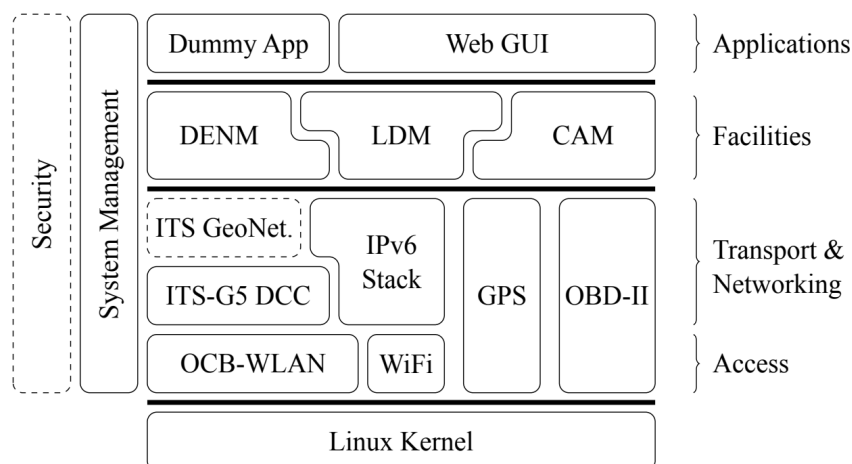 Security
System Management
Dummy App
Web GUI
Applications
DENM
LDM
CAM
Facilities
ITS GeoNet.
IPv6
Stack
ITS-G5 DCC
GPS
OBD-II
Transport &
Networking
OCB-WLAN
WiFi
Access
Linux Kernel